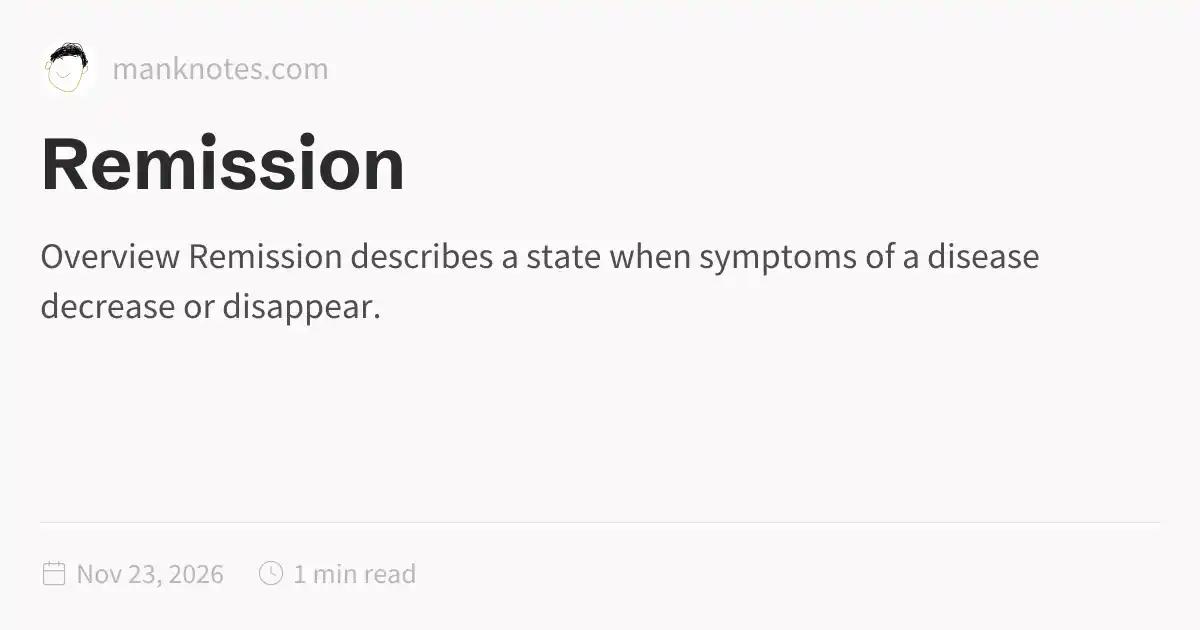 manknotes.com
Remission
Overview Remission describes a state when symptoms of a disease
decrease or disappear.
Nov 23, 2026 1 min read